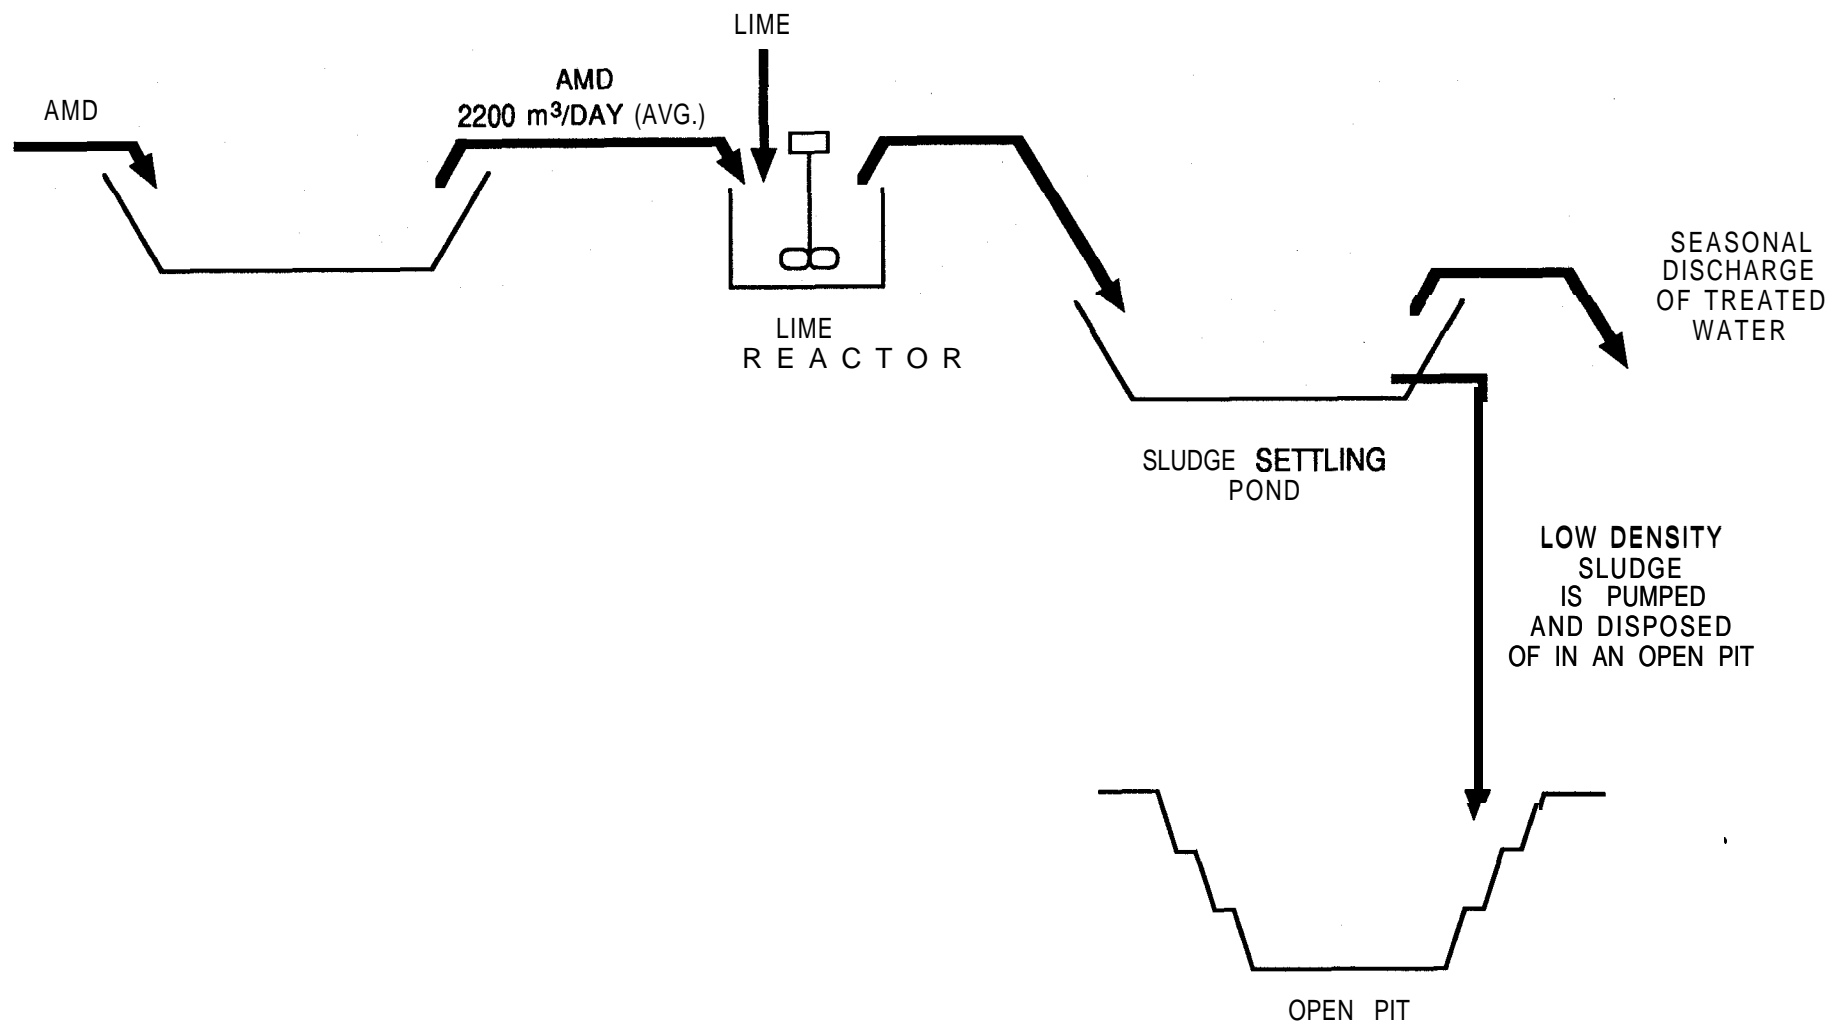 LIME
AMD
AMD
2200 m³/DAY (AVG.)
LIME
REACTOR
SEASONAL
DISCHARGE
OF TREATED
WATER
SLUDGE SETTLING
POND
LOW DENSITY
SLUDGE
IS PUMPED
AND DISPOSED
OF IN AN OPEN PIT
OPEN PIT